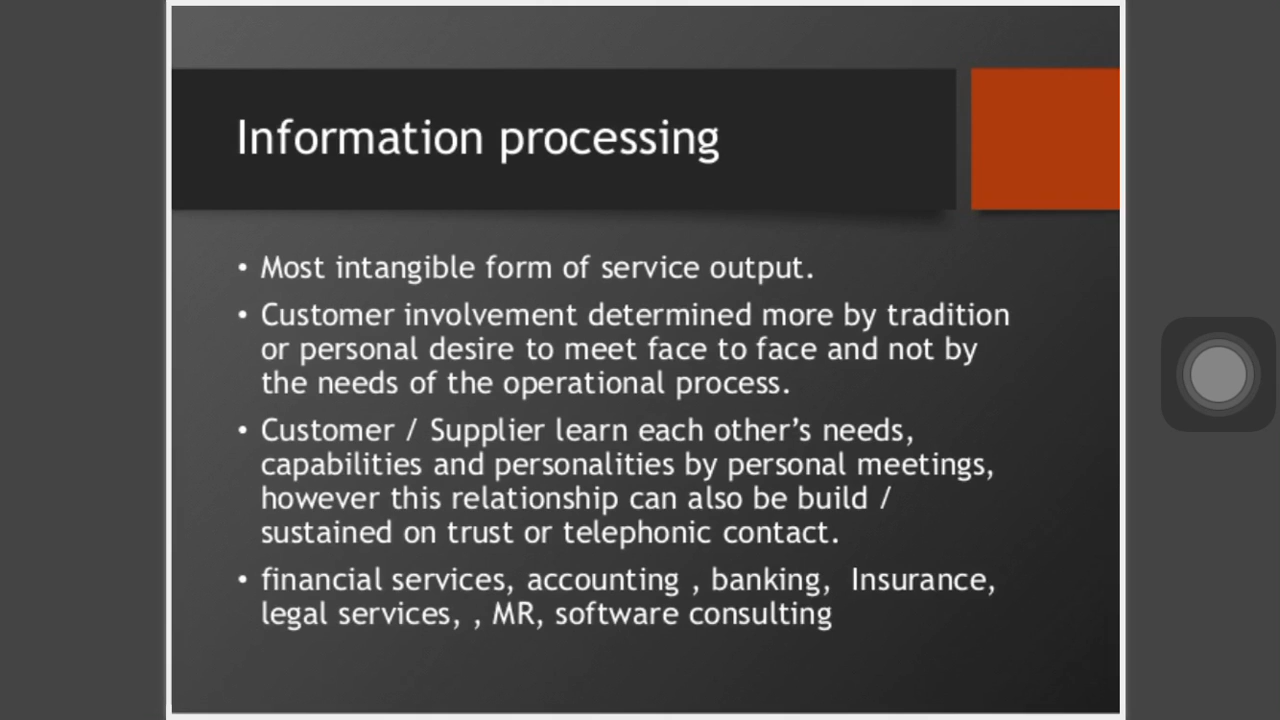 Information processing
• Most intangible form of service output.
• Customer involvement determined more by tradition
or personal desire to meet face to face and not by
the needs of the operational process.
• Customer / Supplier learn each other’s needs,
capabilities and personalities by personal meetings,
however this relationship can also be build /
sustained on trust or telephonic contact.
• financial services, accounting , banking,  Insurance,
legal services, , MR, software consulting